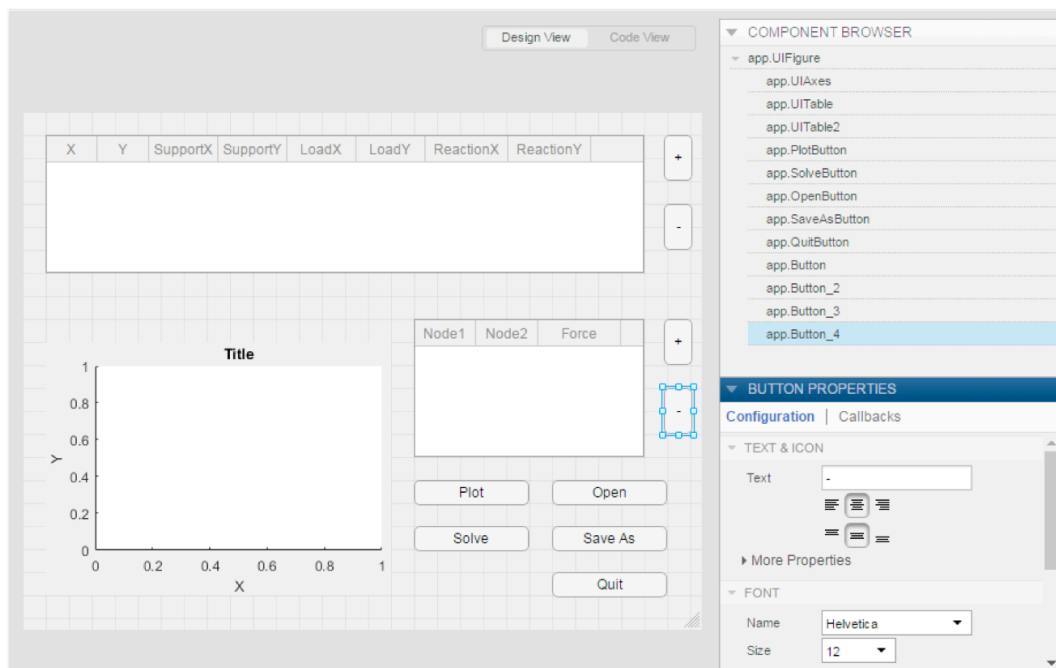 Design View Code View
X Y SupportX SupportY LoadX LoadY ReactionX ReactionY
+
-
Node1 Node2 Force
+
-
Title
1
0.8
0.6
0.4
0.2
0
Y
0 0.2 0.4 0.6 0.8 1
X
Plot Open
Solve Save As
Quit
COMPONENT BROWSER
app.UIFigure
app.UIAxes
app.UITable
app.UITable2
app.PlotButton
app.SolveButton
app.OpenButton
app.SaveAsButton
app.QuitButton
app.Button
app.Button_2
app.Button_3
app.Button_4
BUTTON PROPERTIES
Configuration | Callbacks
TEXT & ICON
Text -
More Properties
FONT
Name Helvetica
Size 12